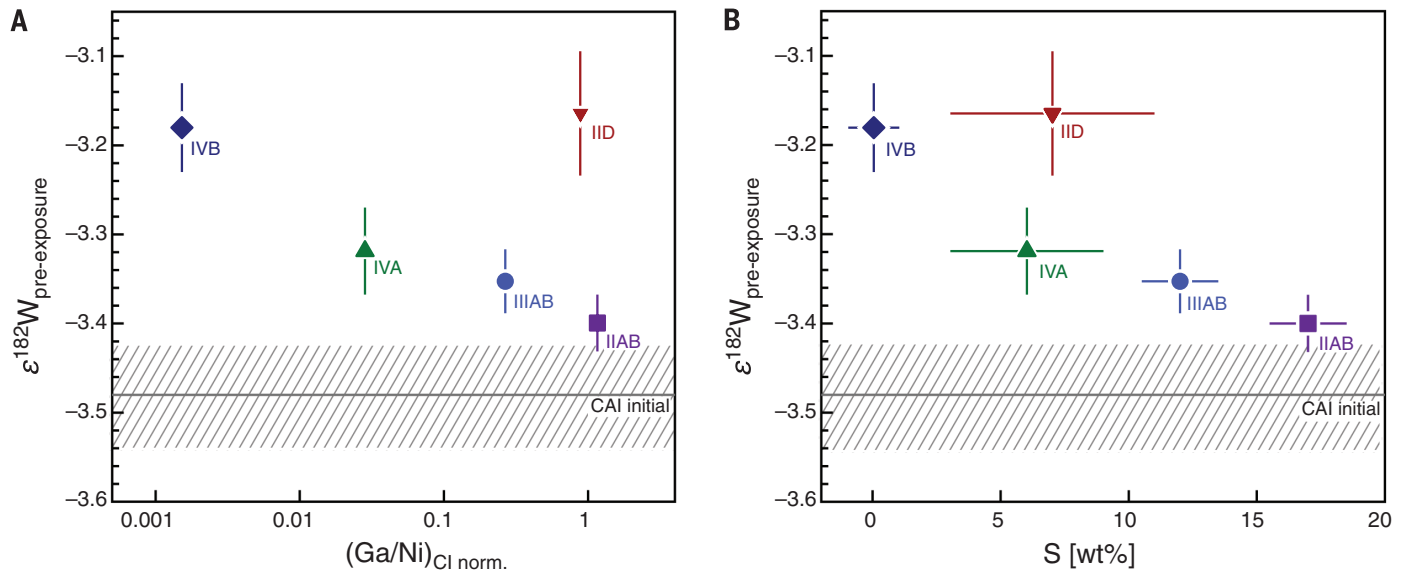 A
ε182Wpre-exposure
–3.1
–3.2
–3.3
–3.4
–3.5
–3.6
IVB
IID
IVA
IIIAB
IIAB
CAI initial
0.001
0.01
0.1
1
(Ga/Ni)CI norm.
B
ε182Wpre-exposure
–3.1
–3.2
–3.3
–3.4
–3.5
–3.6
IVB
IID
IVA
IIIAB
IIAB
CAI initial
0
5
10
15
20
S [wt%]